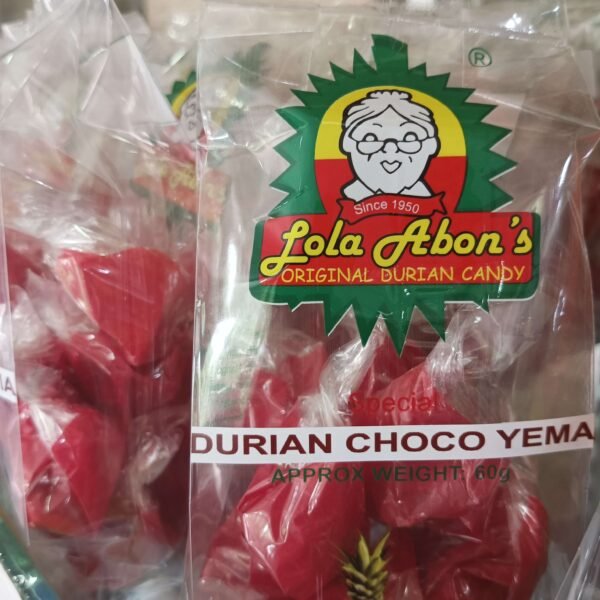 ®
Since 1950
Lola Abon's
ORIGINAL DURIAN CANDY
Special
DURIAN CHOCO YEMA
APPROX WEIGHT: 60g